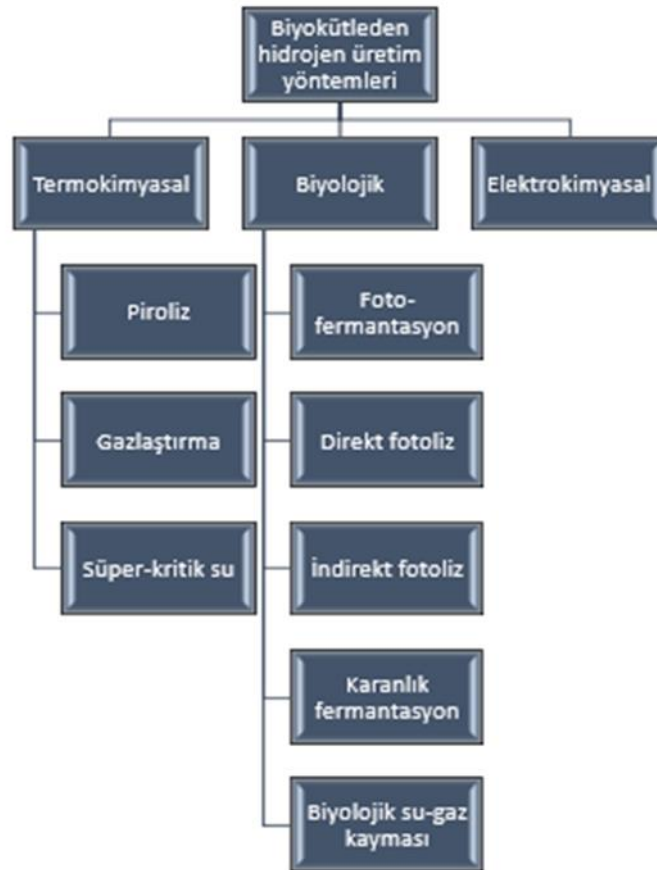 Biyokütleden
hidrojen üretim
yöntemleri
Termokimyasal
Biyolojik
Elektrokimyasal
Piroliz
Gazlaştırma
Süper-kritik su
Foto-
fermantasyon
Direkt fotoliz
İndirekt fotoliz
Karanlık
fermantasyon
Biyolojik su-gaz
kayması